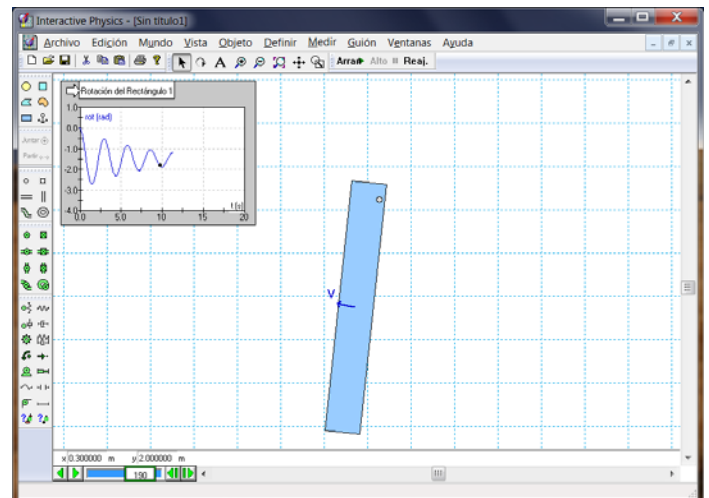 Interactive Physics - [Sin título1]
Archivo Edición Mundo Vista Objeto Definir Medir Guión Ventanas Ayuda
A Arran Alto Reaj.
Rotación del Rectángulo 1
rot (rad)
1.0
0.0
-1.0
-2.0
-3.0
-4.0
0.0 5.0 10 15 20
t (s)
V
x 0.300000 m y 2.000000 m
190